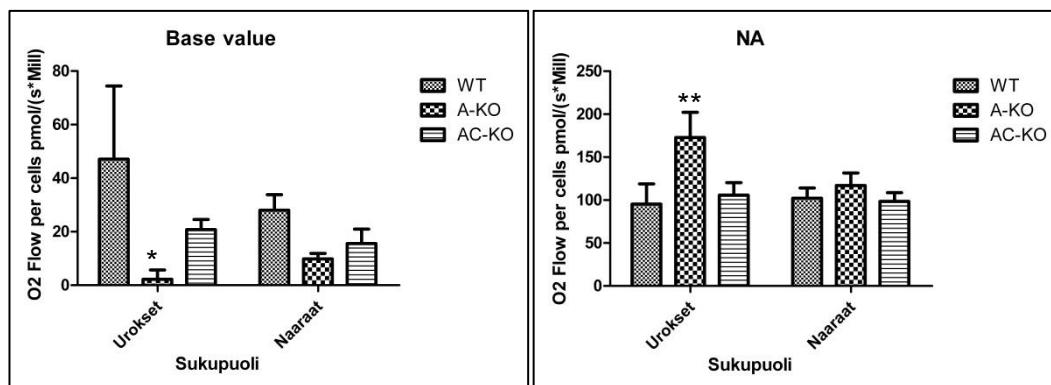 Base value
O2 Flow per cells pmol/(s*Mill)
80
60
40
20
0
*
Urokset
Naaraat
Sukupuoli
WT
A-KO
AC-KO
NA
O2 Flow per cells pmol/(s*Mill)
250
200
150
100
50
0
**
Urokset
Naaraat
Sukupuoli
WT
A-KO
AC-KO